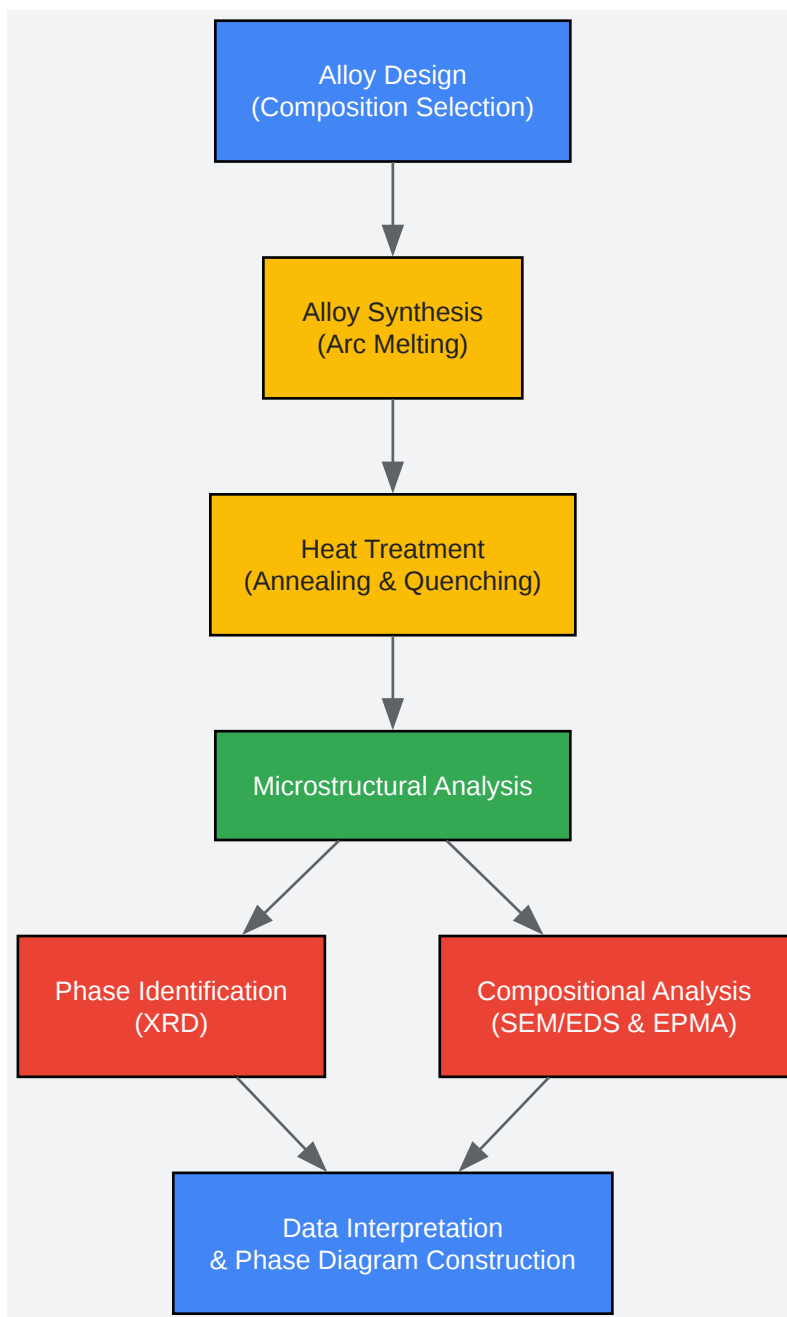 Alloy Design
(Composition Selection)
Alloy Synthesis
(Arc Melting)
Heat Treatment
(Annealing & Quenching)
Microstructural Analysis
Phase Identification
(XRD)
Compositional Analysis
(SEM/EDS & EPMA)
Data Interpretation
& Phase Diagram Construction